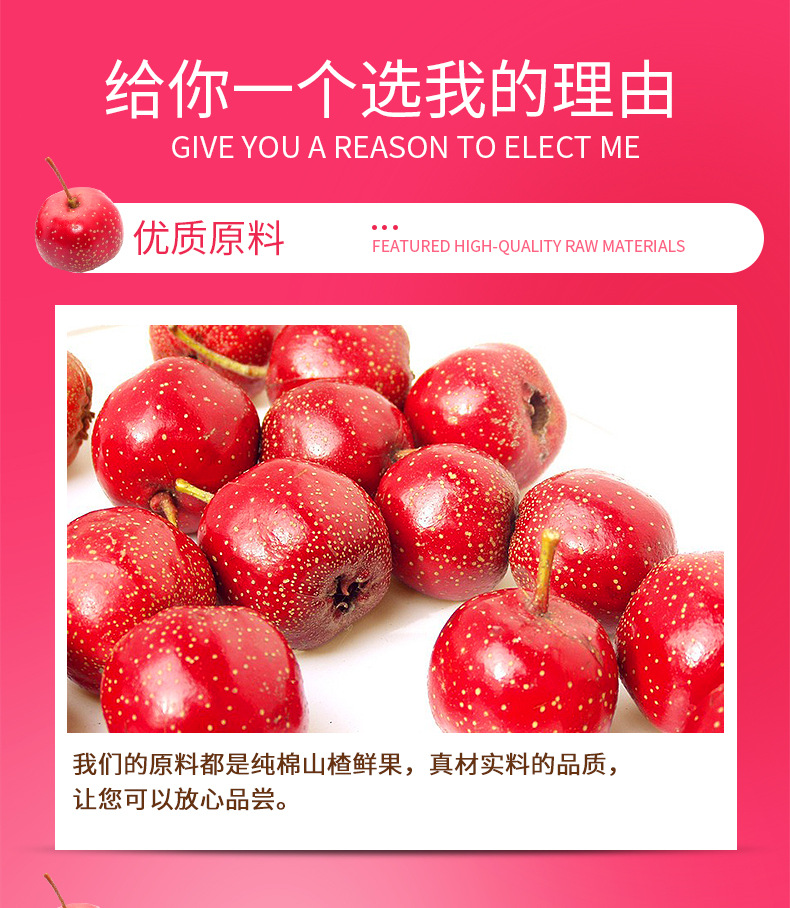 给你一个选我的理由
GIVE YOU A REASON TO ELECT ME
优质原料
FEATURED HIGH-QUALITY RAW MATERIALS
我们的原料都是纯棉山楂鲜果，真材实料的品质，
让您可以放心品尝。